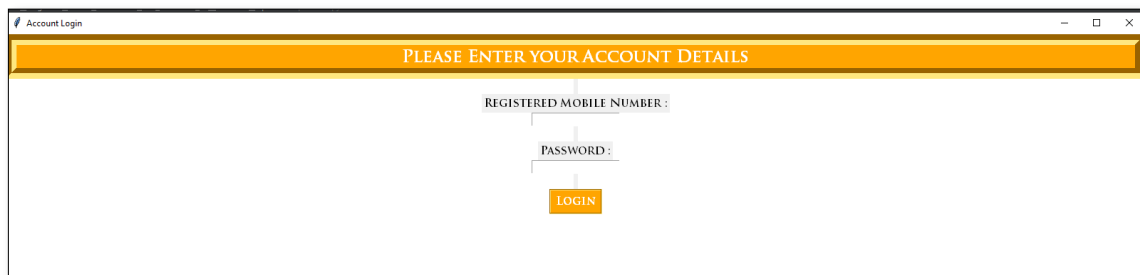 Account Login
Please Enter your Account Details
Registered Mobile Number :
Password :
Login